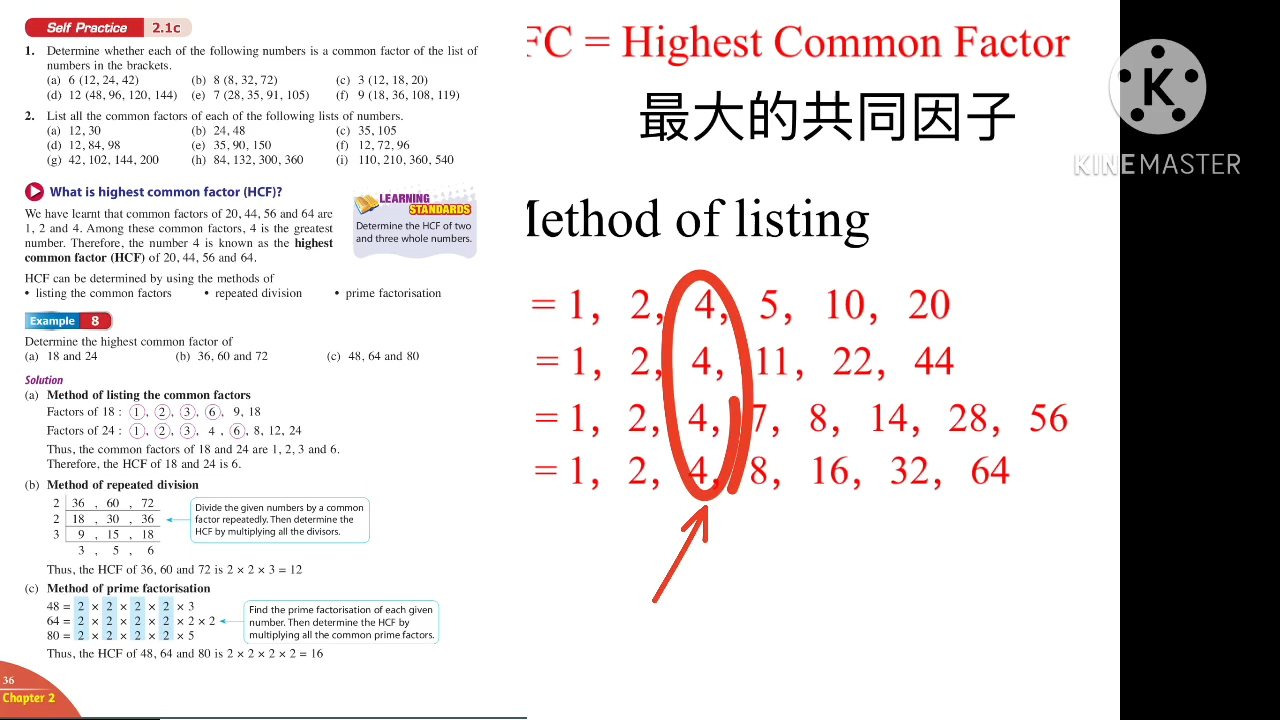 Self Practice 2.1c
1. Determine whether each of the following numbers is a common factor of the list of
numbers in the brackets.
(a) 6 (12, 24, 42) (b) 8 (8, 32, 72) (c) 3 (12, 18, 20)
(d) 12 (48, 96, 120, 144) (e) 7 (28, 35, 91, 105) (f) 9 (18, 36, 108, 119)
2. List all the common factors of each of the following lists of numbers.
(a) 12, 30 (b) 24, 48 (c) 35, 105
(d) 12, 84, 98 (e) 35, 90, 150 (f) 12, 72, 96
(g) 42, 102, 144, 200 (h) 84, 132, 300, 360 (i) 110, 210, 360, 540
What is highest common factor (HCF)?
We have learnt that common factors of 20, 44, 56 and 64 are
1, 2 and 4. Among these common factors, 4 is the greatest
number. Therefore, the number 4 is known as the highest
common factor (HCF) of 20, 44, 56 and 64.
LEARNING
STANDARDS
Determine the HCF of two
and three whole numbers.
HCF can be determined by using the methods of
• listing the common factors • repeated division • prime factorisation
Example 8
Determine the highest common factor of
(a) 18 and 24 (b) 36, 60 and 72 (c) 48, 64 and 80
Solution
(a) Method of listing the common factors
Factors of 18 : 1, 2, 3, 6, 9, 18
Factors of 24 : 1, 2, 3, 4, 6, 8, 12, 24
Thus, the common factors of 18 and 24 are 1, 2, 3 and 6.
Therefore, the HCF of 18 and 24 is 6.
(b) Method of repeated division
2 36 , 60 , 72
2 18 , 30 , 36
3 9 , 15 , 18
3 , 5 , 6
Divide the given numbers by a common
factor repeatedly. Then determine the
HCF by multiplying all the divisors.
Thus, the HCF of 36, 60 and 72 is 2 × 2 × 3 = 12
(c) Method of prime factorisation
48 = 2 × 2 × 2 × 2 × 3
64 = 2 × 2 × 2 × 2 × 2 × 2
80 = 2 × 2 × 2 × 2 × 5
Find the prime factorisation of each given
number. Then determine the HCF by
multiplying all the common prime factors.
Thus, the HCF of 48, 64 and 80 is 2 × 2 × 2 × 2 = 16
36
Chapter 2
FC = Highest Common Factor
最大的共同因子
Method of listing
= 1, 2, 4, 5, 10, 20
= 1, 2, 4, 11, 22, 44
= 1, 2, 4, 7, 8, 14, 28, 56
= 1, 2, 4, 8, 16, 32, 64
K
KINEMASTER